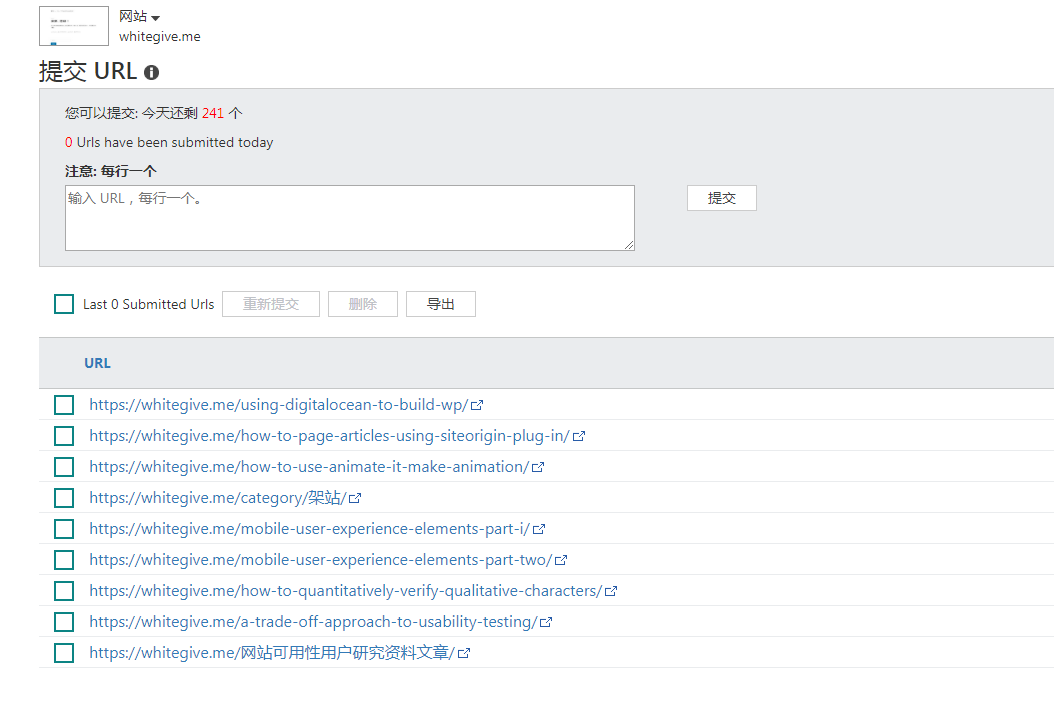 网站
whitegive.me
提交 URL
您可以提交: 今天还剩 241 个
0 Urls have been submitted today
注意: 每行一个
输入 URL，每行一个。
提交
Last 0 Submitted Urls 重新提交 删除 导出
URL
https://whitegive.me/using-digitalocean-to-build-wp/
https://whitegive.me/how-to-page-articles-using-siteorigin-plug-in/
https://whitegive.me/how-to-use-animate-it-make-animation/
https://whitegive.me/category/架站/
https://whitegive.me/mobile-user-experience-elements-part-i/
https://whitegive.me/mobile-user-experience-elements-part-two/
https://whitegive.me/how-to-quantitatively-verify-qualitative-characters/
https://whitegive.me/a-trade-off-approach-to-usability-testing/
https://whitegive.me/网站可用性用户研究资料文章/